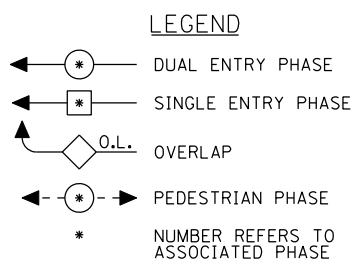 LEGEND
* DUAL ENTRY PHASE
* SINGLE ENTRY PHASE
O.L. OVERLAP
* PEDESTRIAN PHASE
* NUMBER REFERS TO
ASSOCIATED PHASE